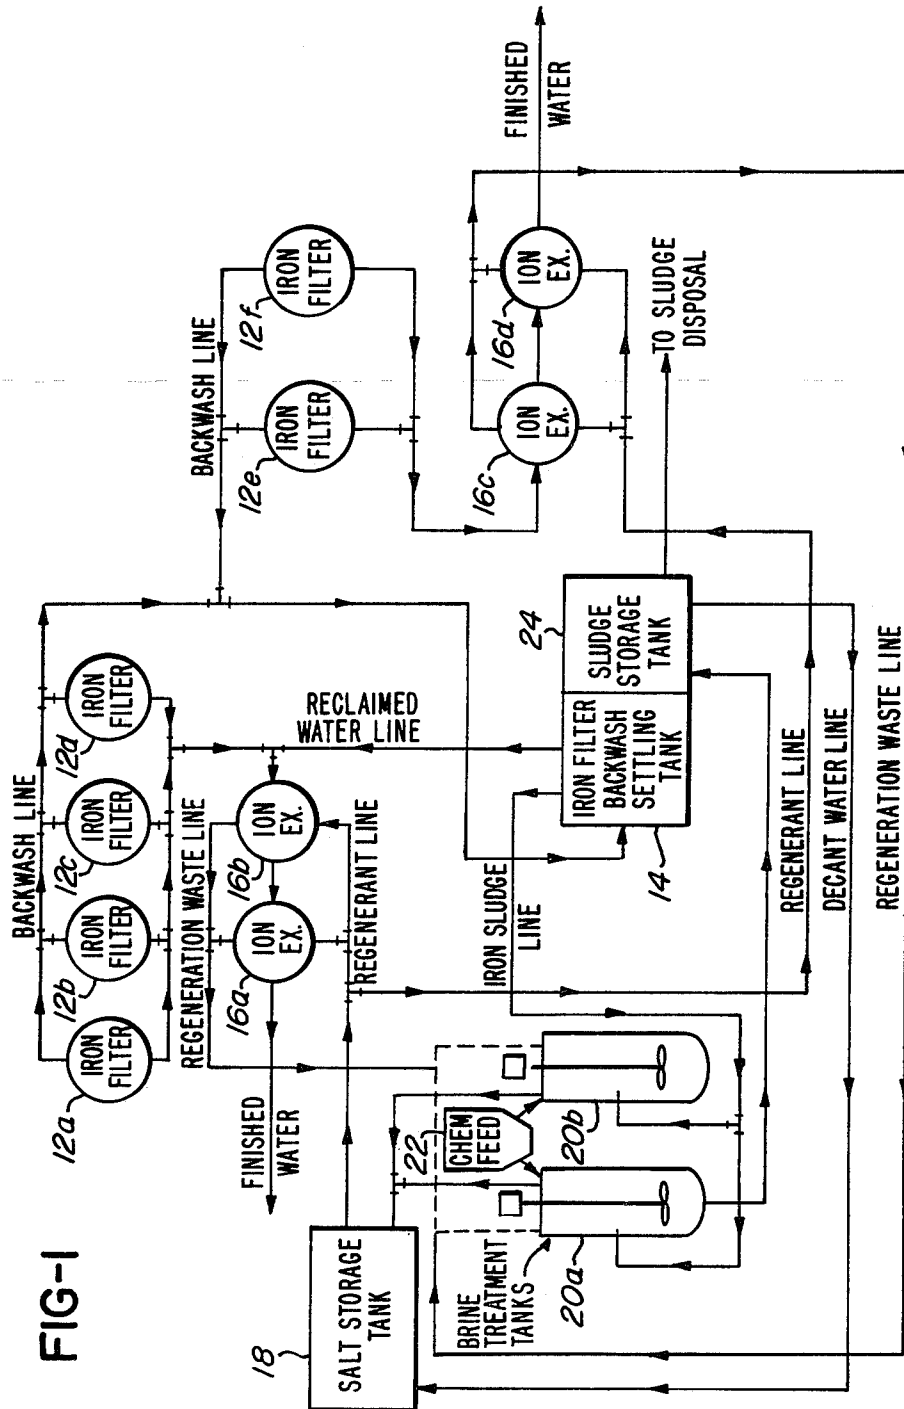 FIG-1
BACKWASH LINE
IRON
FILTER
12a
IRON
FILTER
12b
IRON
FILTER
12c
IRON
FILTER
12d
BACKWASH LINE
IRON
FILTER
12e
IRON
FILTER
12f
REGENERATION WASTE LINE
ION
EX.
16a
ION
EX.
16b
RECLAIMED
WATER LINE
REGENERANT LINE
FINISHED
WATER
ION
EX.
16c
ION
EX.
16d
FINISHED
WATER
18
SALT STORAGE
TANK
22
CHEM
FEED
BRINE
TREATMENT
TANKS
20a
20b
IRON SLUDGE
LINE
IRON FILTER
BACKWASH
SETTLING
TANK
14
24
SLUDGE
STORAGE
TANK
TO SLUDGE
DISPOSAL
REGENERANT LINE
DECANT WATER LINE
REGENERATION WASTE LINE